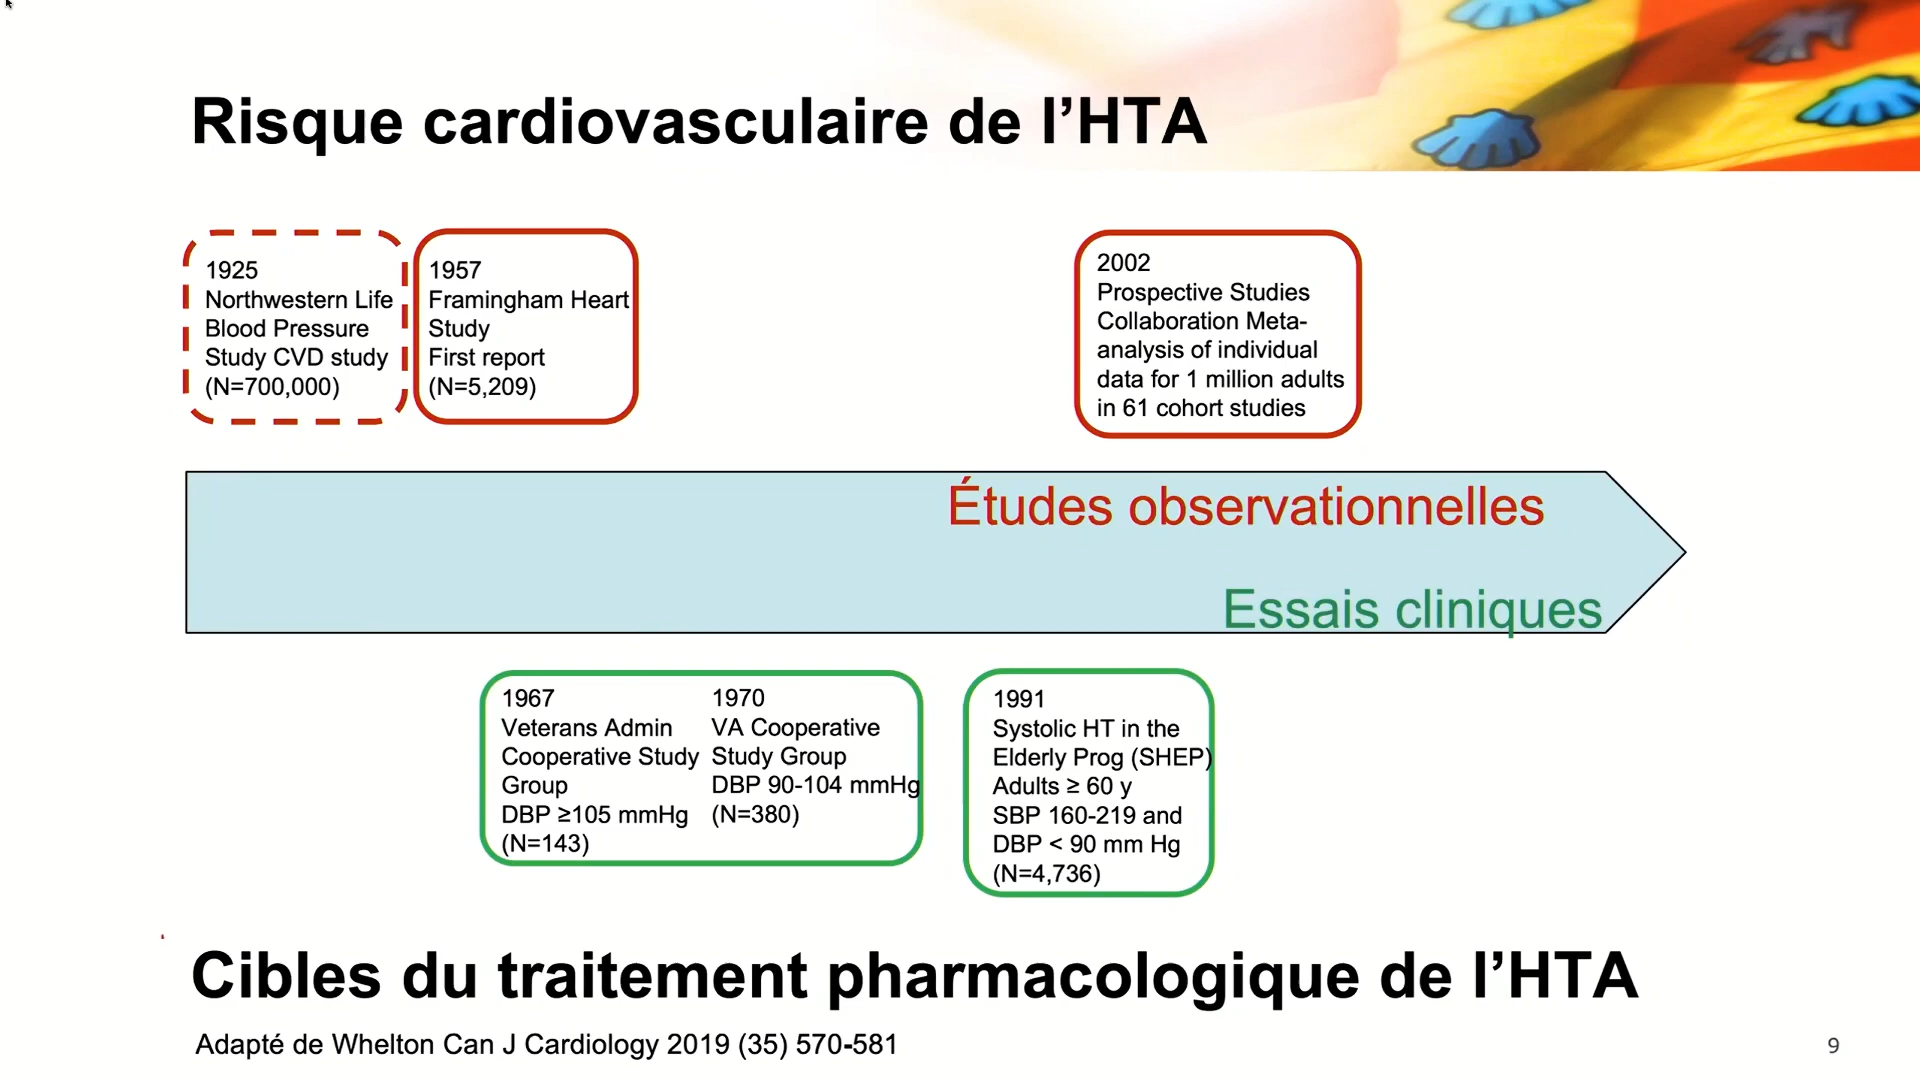 Risque cardiovasculaire de l’HTA
1925
Northwestern Life
Blood Pressure
Study CVD study
(N=700,000)
1957
Framingham Heart
Study
First report
(N=5,209)
2002
Prospective Studies
Collaboration Meta-
analysis of individual
data for 1 million adults
in 61 cohort studies
Études observationnelles
Essais cliniques
1967
Veterans Admin
Cooperative Study
Group
DBP ≥105 mmHg
(N=143)
1970
VA Cooperative
Study Group
DBP 90-104 mmHg
(N=380)
1991
Systolic HT in the
Elderly Prog (SHEP)
Adults ≥ 60 y
SBP 160-219 and
DBP < 90 mm Hg
(N=4,736)
Cibles du traitement pharmacologique de l’HTA
Adapté de Whelton Can J Cardiology 2019 (35) 570-581
9